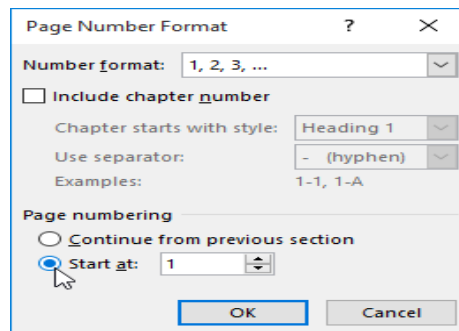 Page Number Format ?
Number format: 1, 2, 3, ...
Include chapter number
Chapter starts with style: Heading 1
Use separator: - (hyphen)
Examples: 1-1, 1-A
Page numbering
Continue from previous section
Start at: 1
OK Cancel